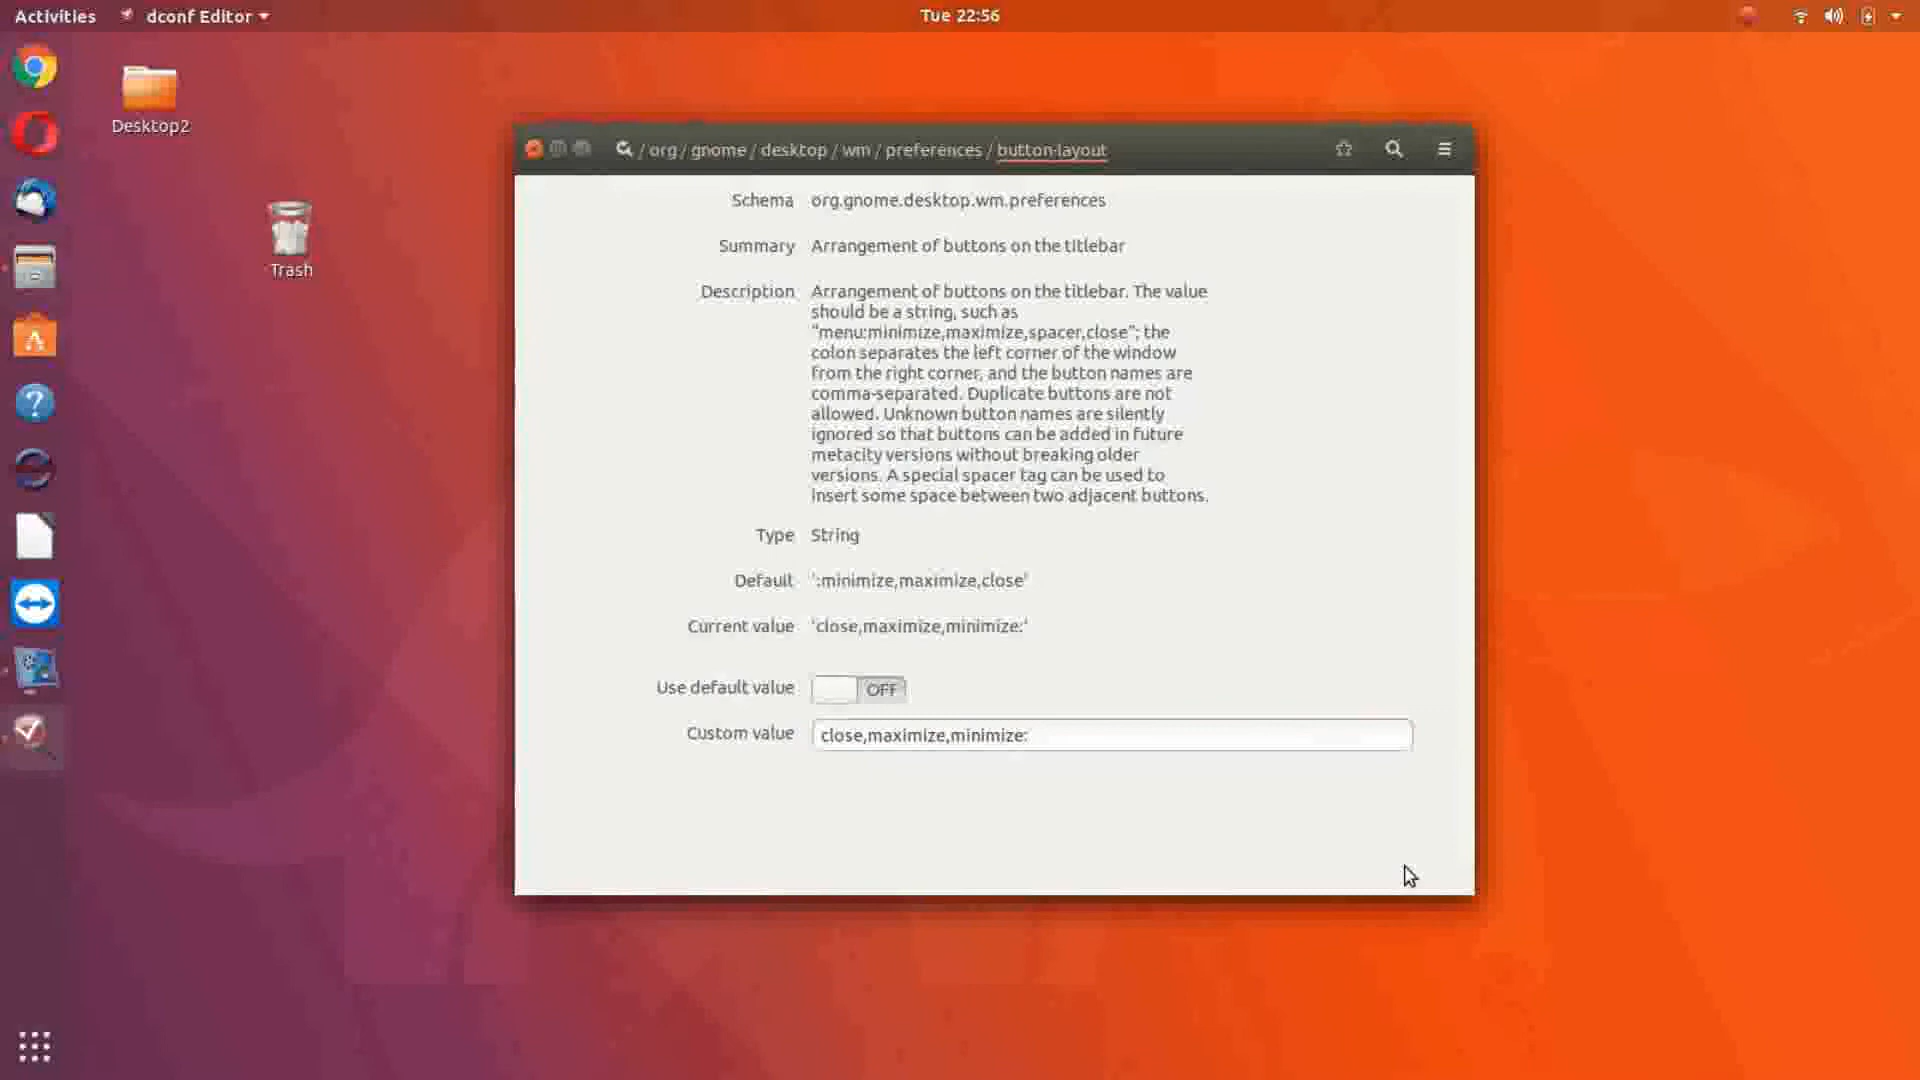 Activities
dconf Editor
Tue 22:56
Desktop2
Trash
/ org / gnome / desktop / wm / preferences / button-layout
Schema org.gnome.desktop.wm.preferences
Summary Arrangement of buttons on the titlebar
Description Arrangement of buttons on the titlebar. The value
should be a string, such as
"menu:minimize,maximize,spacer,close"; the
colon separates the left corner of the window
from the right corner, and the button names are
comma-separated. Duplicate buttons are not
allowed. Unknown button names are silently
ignored so that buttons can be added in future
metacity versions without breaking older
versions. A special spacer tag can be used to
insert some space between two adjacent buttons.
Type String
Default ':minimize,maximize,close'
Current value 'close,maximize,minimize:'
Use default value OFF
Custom value close,maximize,minimize: